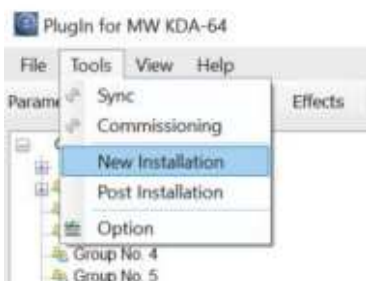 PlugIn for MW KDA-64
File Tools View Help
Param
Sync
Effects
Commissioning
New Installation
Post Installation
Option
Group No. 4
Group No. 5